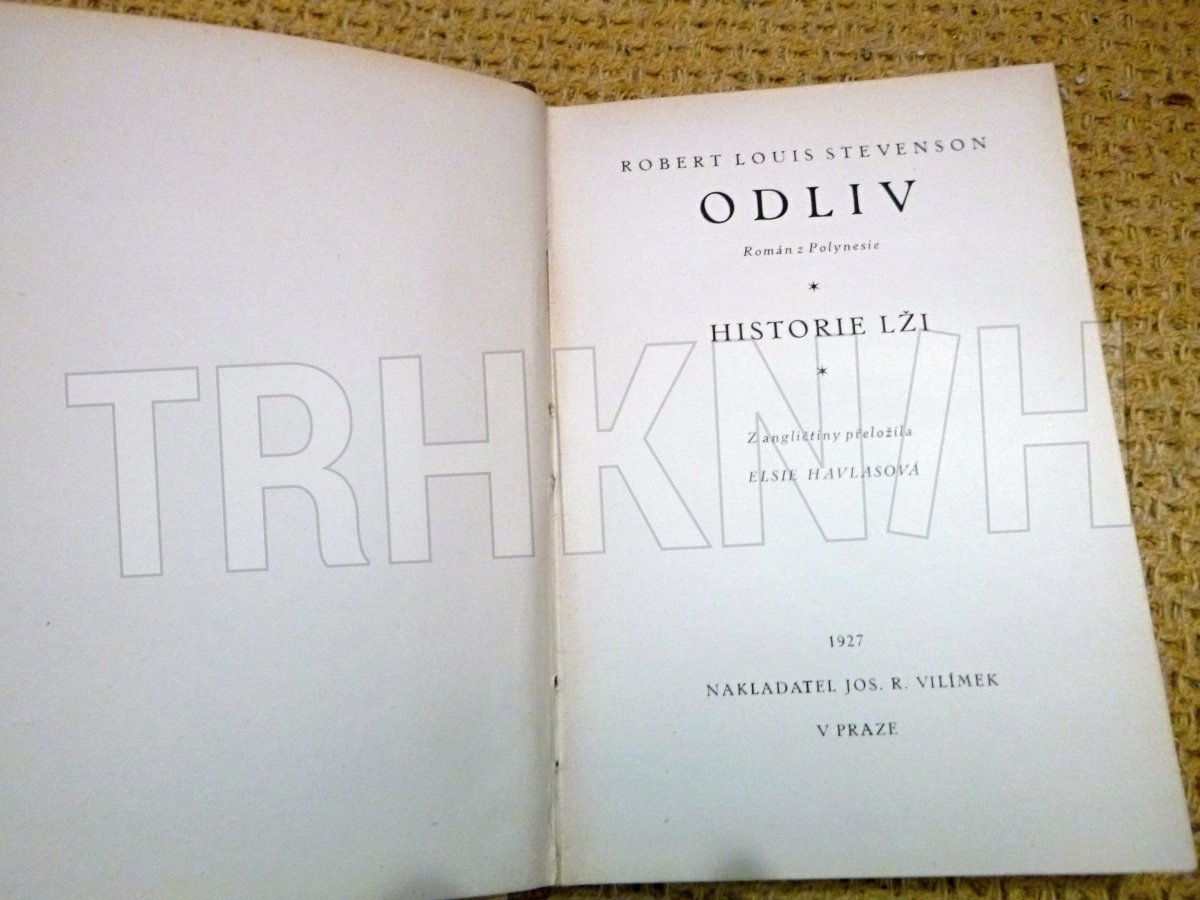 ROBERT LOUIS STEVENSON
ODLIV
Román z Polynesie
*
HISTORIE LŽI
*
Z angličtiny přeložila
ELSIE HAVLASOVÁ
1927
NAKLADATEL JOS. R. VILÍMEK
V PRAZE
TRHKNIH